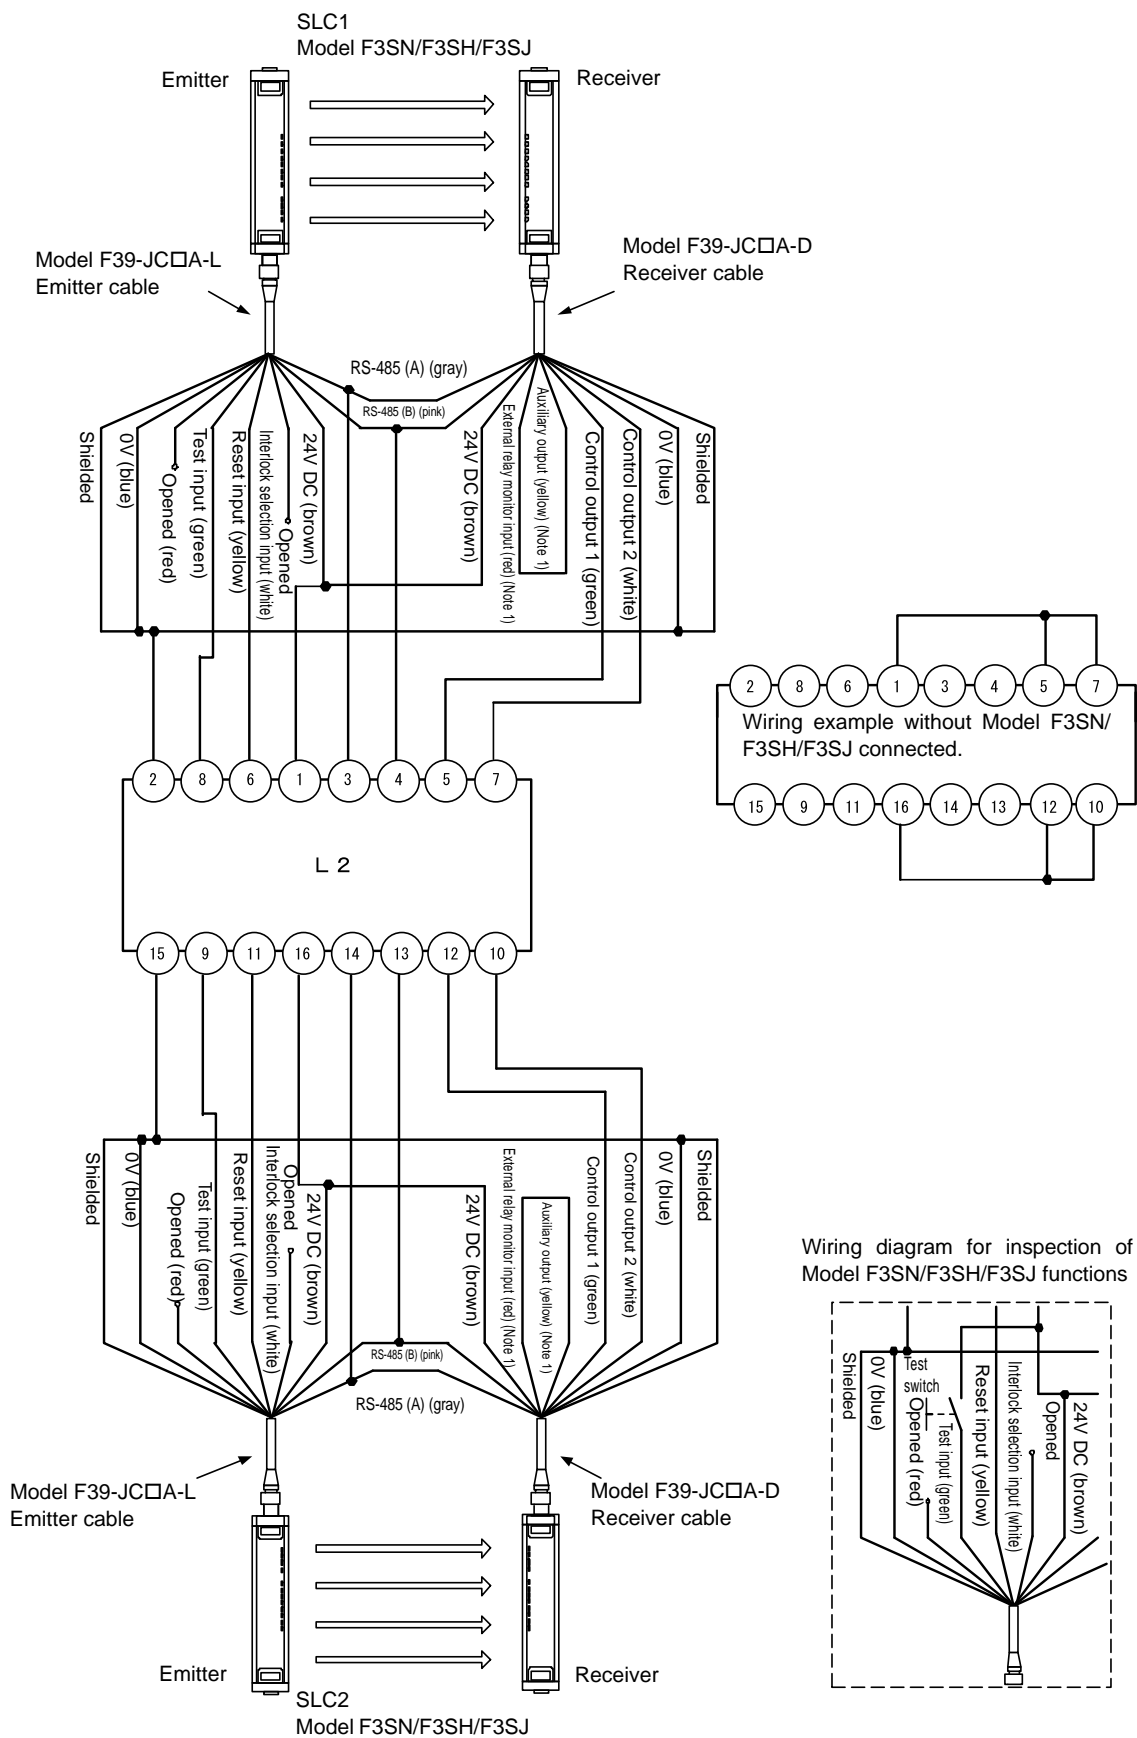 SLC1
Model F3SN/F3SH/F3SJ
Emitter
Receiver
Model F39-JC□A-L
Emitter cable
Model F39-JC□A-D
Receiver cable
RS-485 (A) (gray)
RS-485 (B) (pink)
Shielded
0V (blue)
Opened (red)
Test input (green)
Reset input (yellow)
Interlock selection input (white)
Opened
24V DC (brown)
24V DC (brown)
External relay monitor input (red) (Note 1)
Auxiliary output (yellow) (Note 1)
Control output 1 (green)
Control output 2 (white)
0V (blue)
Shielded
2 8 6 1 3 4 5 7
L 2
15 9 11 16 14 13 12 10
2 8 6 1 3 4 5 7
Wiring example without Model F3SN/
F3SH/F3SJ connected.
15 9 11 16 14 13 12 10
Shielded
0V (blue)
Opened (red)
Test input (green)
Reset input (yellow)
Interlock selection input (white)
Opened
24V DC (brown)
24V DC (brown)
External relay monitor input (red) (Note 1)
Auxiliary output (yellow) (Note 1)
Control output 1 (green)
Control output 2 (white)
0V (blue)
Shielded
RS-485 (B) (pink)
RS-485 (A) (gray)
Model F39-JC□A-L
Emitter cable
Model F39-JC□A-D
Receiver cable
Emitter
Receiver
SLC2
Model F3SN/F3SH/F3SJ
Wiring diagram for inspection of
Model F3SN/F3SH/F3SJ functions
Shielded
0V (blue)
Test
switch
Opened (red)
Test input (green)
Reset input (yellow)
Interlock selection input (white)
Opened
24V DC (brown)